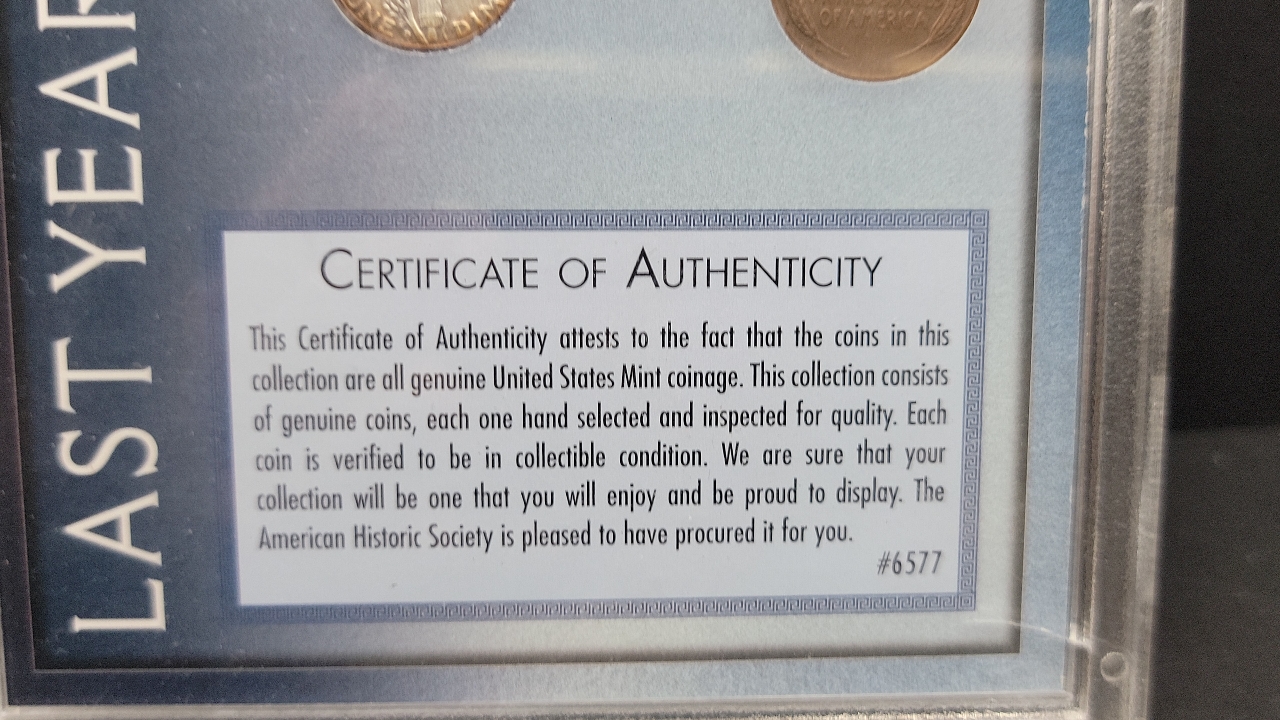 LAST YEAR
ONE DIM
OF AMERICA
CERTIFICATE OF AUTHENTICITY
This Certificate of Authenticity attests to the fact that the coins in this
collection are all genuine United States Mint coinage. This collection consists
of genuine coins, each one hand selected and inspected for quality. Each
coin is verified to be in collectible condition. We are sure that your
collection will be one that you will enjoy and be proud to display. The
American Historic Society is pleased to have procured it for you.
#6577